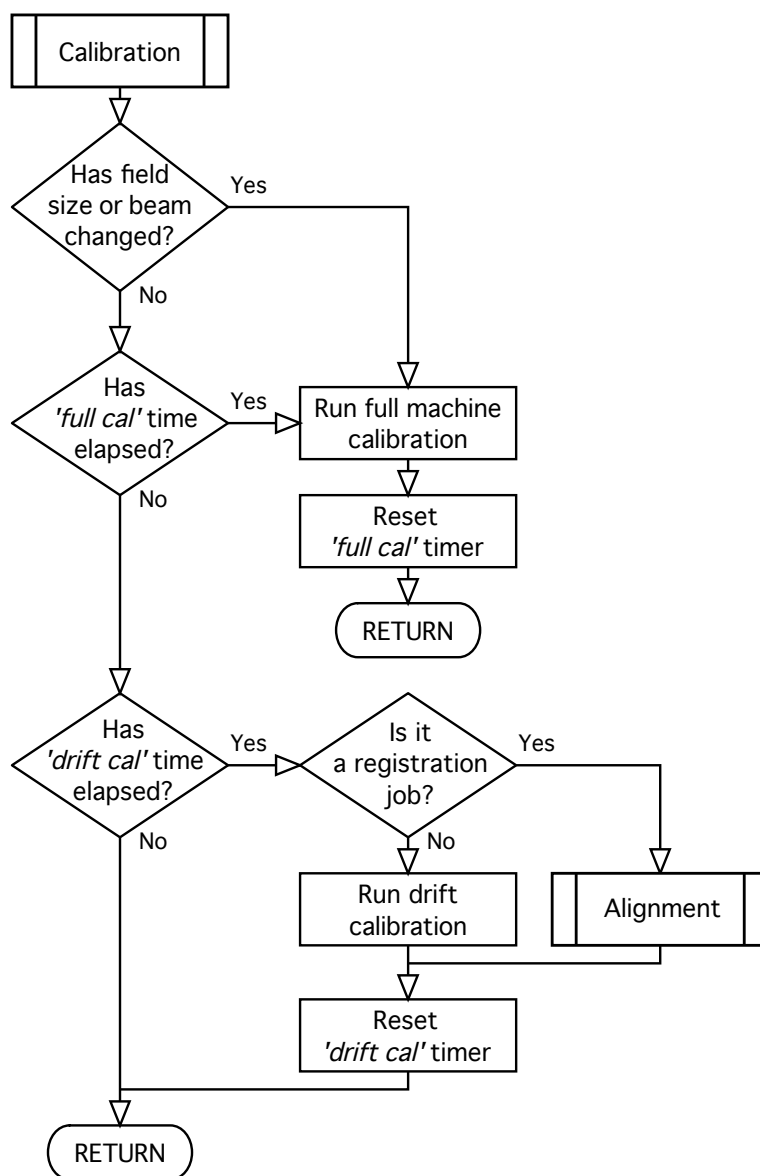 Calibration
Has field
size or beam
changed?
Yes
No
Has
'full cal' time
elapsed?
Yes
No
Run full machine
calibration
Reset
'full cal' timer
RETURN
Has
'drift cal' time
elapsed?
Yes
No
Is it
a registration
job?
Yes
No
Run drift
calibration
Alignment
Reset
'drift cal' timer
RETURN